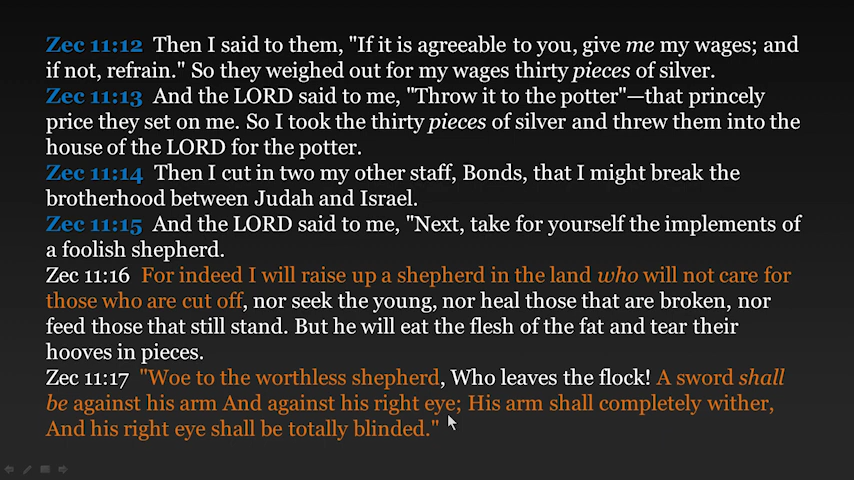 Zec 11:12 Then I said to them, "If it is agreeable to you, give me my wages; and
if not, refrain." So they weighed out for my wages thirty pieces of silver.
Zec 11:13 And the LORD said to me, "Throw it to the potter"—that princely
price they set on me. So I took the thirty pieces of silver and threw them into the
house of the LORD for the potter.
Zec 11:14 Then I cut in two my other staff, Bonds, that I might break the
brotherhood between Judah and Israel.
Zec 11:15 And the LORD said to me, "Next, take for yourself the implements of
a foolish shepherd.
Zec 11:16 For indeed I will raise up a shepherd in the land who will not care for
those who are cut off, nor seek the young, nor heal those that are broken, nor
feed those that still stand. But he will eat the flesh of the fat and tear their
hooves in pieces.
Zec 11:17 "Woe to the worthless shepherd, Who leaves the flock! A sword shall
be against his arm And against his right eye; His arm shall completely wither,
And his right eye shall be totally blinded."